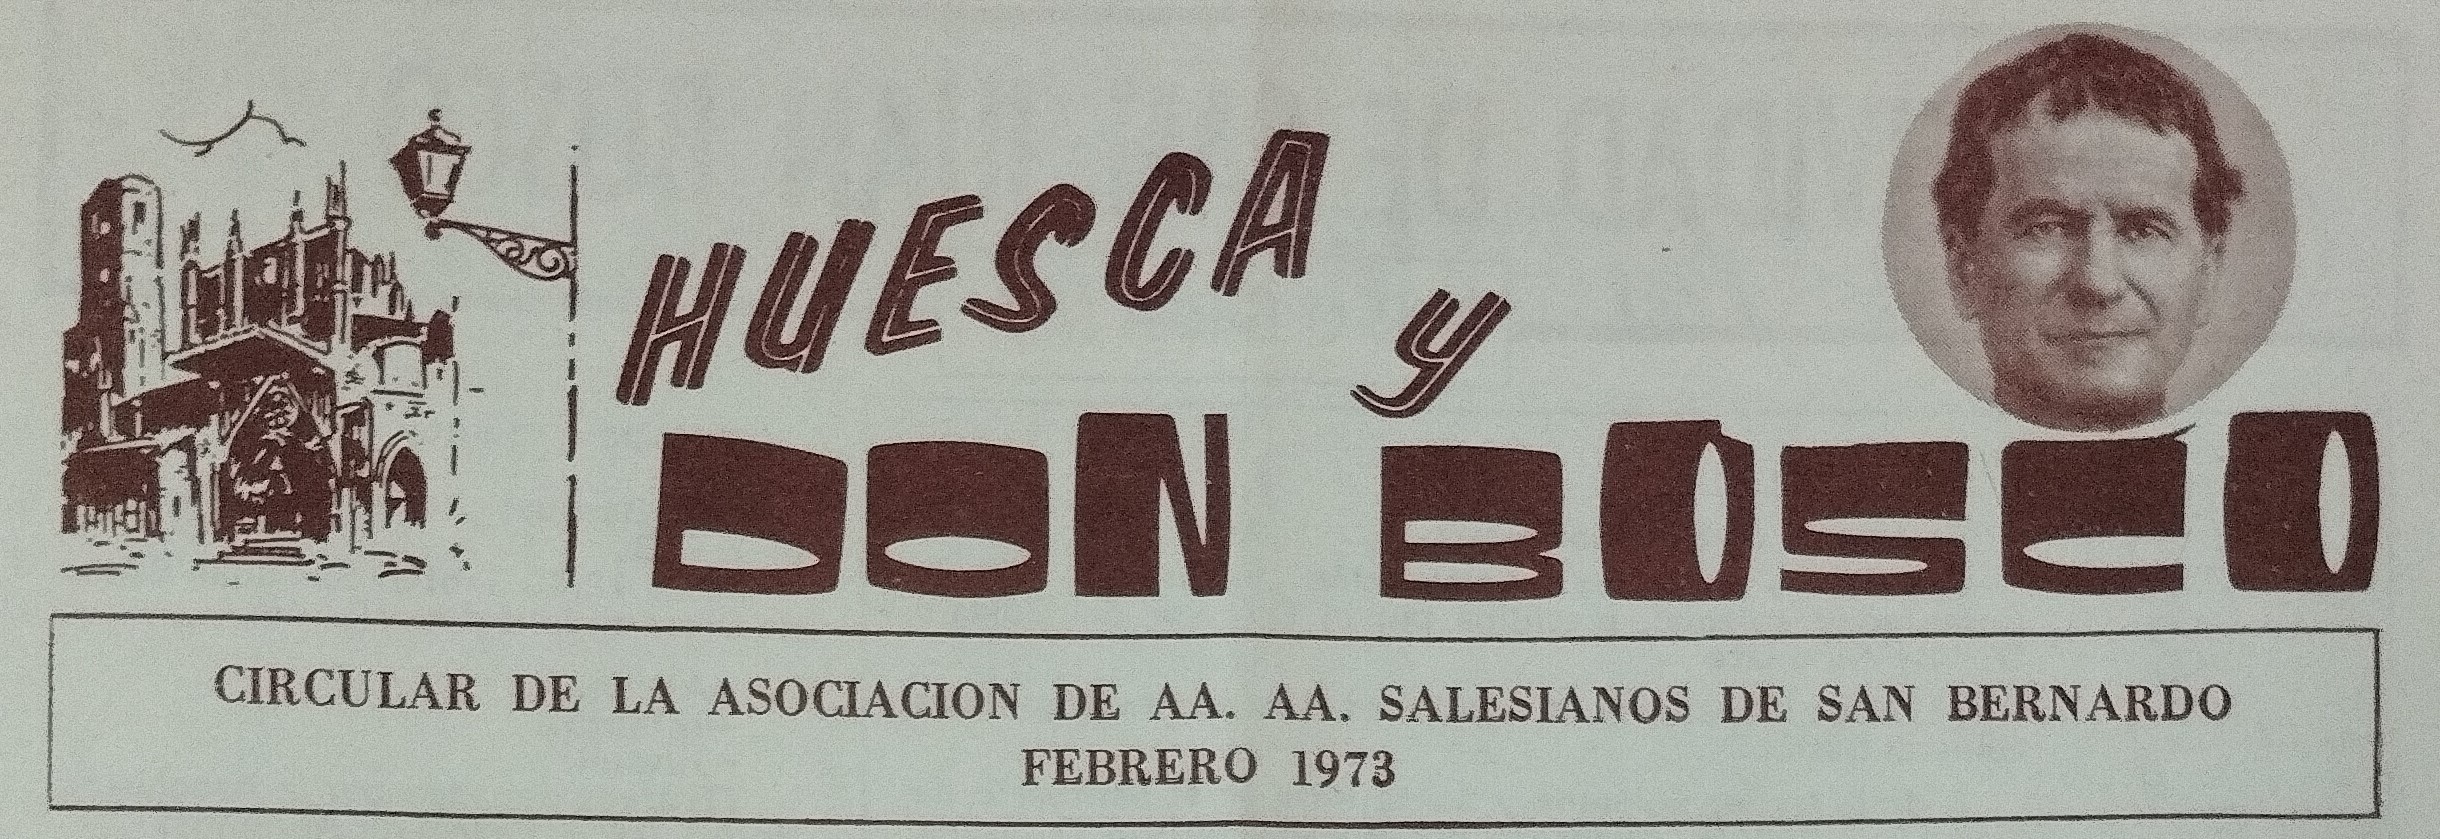 HUESCA y
DON BOSCO
CIRCULAR DE LA ASOCIACION DE AA. AA. SALESIANOS DE SAN BERNARDO
FEBRERO 1973